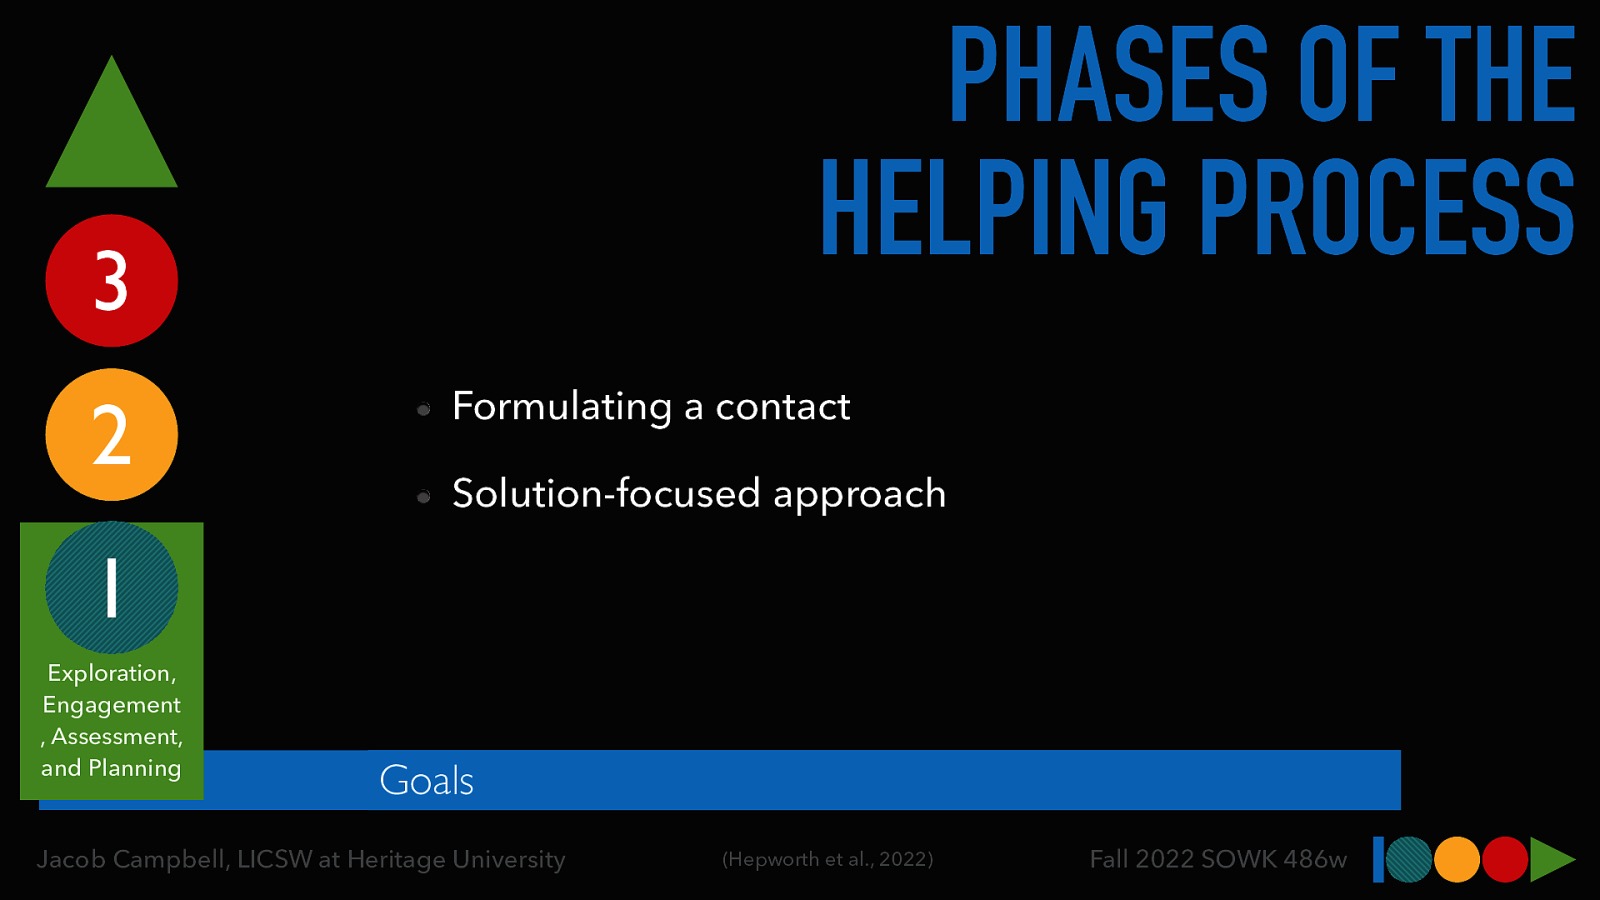 PHASES OF THE
HELPING PROCESS
3
2
1
Exploration,
Engagement
, Assessment,
and Planning
Formulating a contact
Solution-focused approach
Goals
Jacob Campbell, LICSW at Heritage University
(Hepworth et al., 2022)
Fall 2022 SOWK 486w